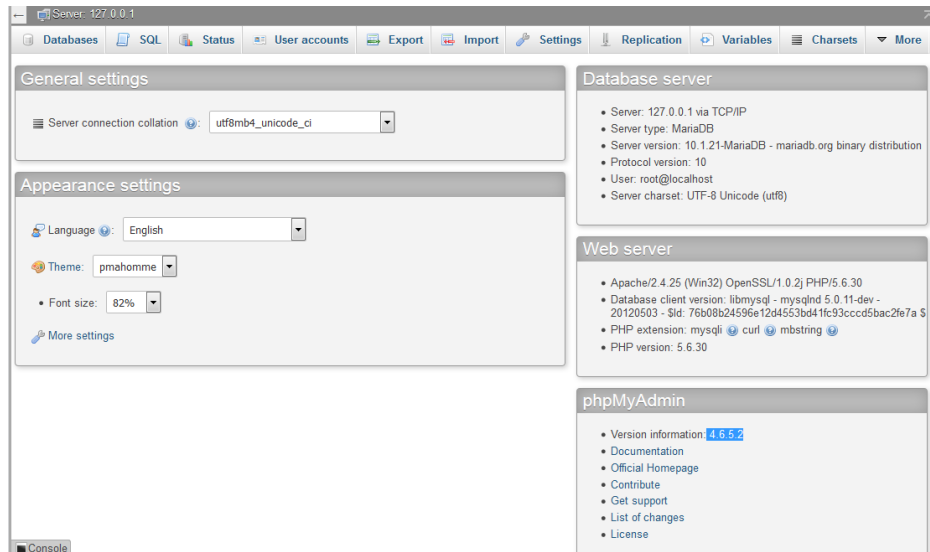 Server: 127.0.0.1
Databases SQL Status User accounts Export Import Settings Replication Variables Charsets More
General settings
Server connection collation : utf8mb4_unicode_ci
Appearance settings
Language : English
Theme: pmahomme
Font size: 82%
More settings
Database server
Server: 127.0.0.1 via TCP/IP
Server type: MariaDB
Server version: 10.1.21-MariaDB - mariadb.org binary distribution
Protocol version: 10
User: root@localhost
Server charset: UTF-8 Unicode (utf8)
Web server
Apache/2.4.25 (Win32) OpenSSL/1.0.2j PHP/5.6.30
Database client version: libmysql - mysqlnd 5.0.11-dev -
20120503 - $Id: 76b08b24596e12d4553bd41fc93cccd5bac2fe7a $
PHP extension: mysqli curl mbstring
PHP version: 5.6.30
phpMyAdmin
Version information: 4.6.5.2
Documentation
Official Homepage
Contribute
Get support
List of changes
License
Console